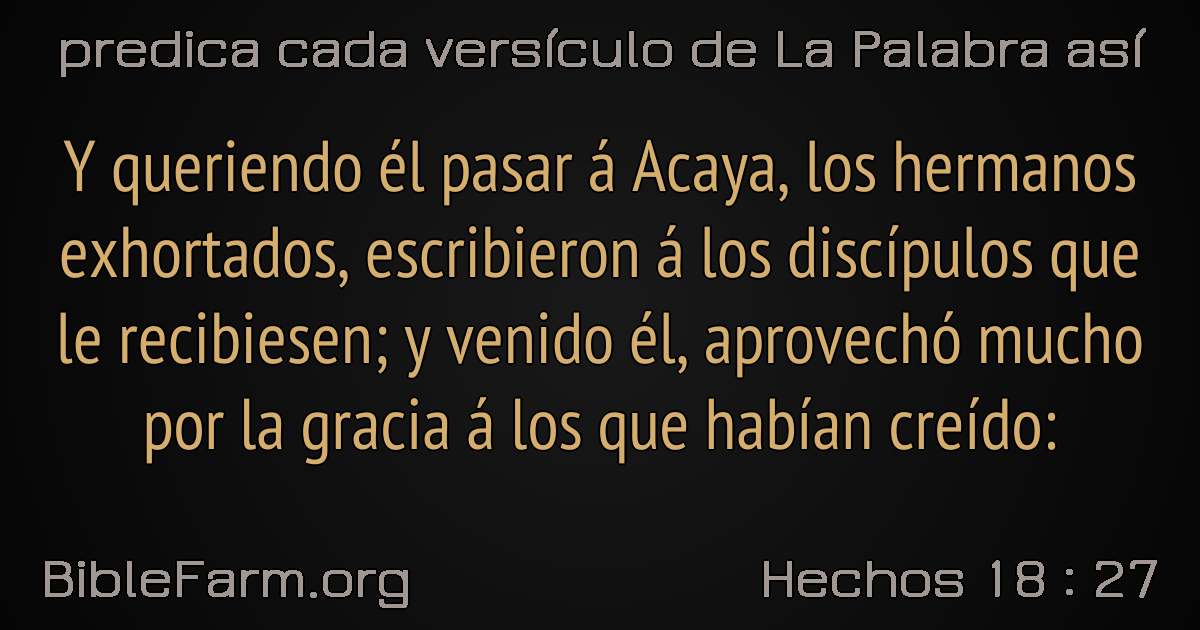 predica cada versículo de La Palabra así
Y queriendo él pasar á Acaya, los hermanos
exhortados, escribieron á los discípulos que
le recibiesen; y venido él, aprovechó mucho
por la gracia á los que habían creído:
BibleFarm.org
Hechos 18 : 27